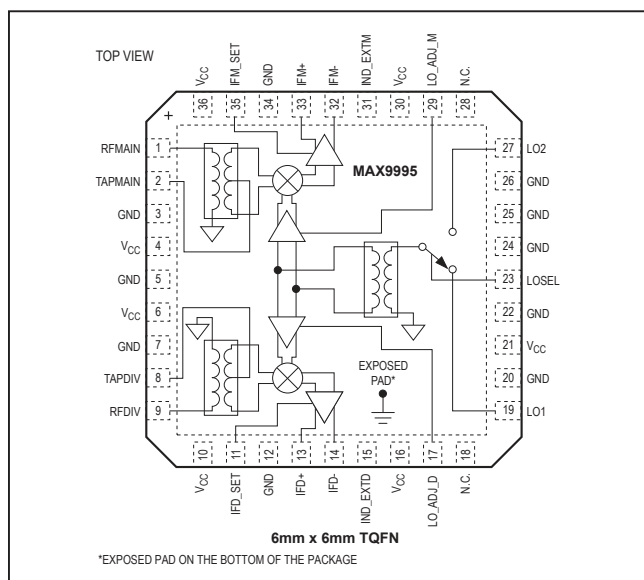 TOP VIEW
VCC
IFM_SET
GND
IFM+
IFM-
IND_EXTM
VCC
LO_ADJ_M
N.C.
36
35
34
33
32
31
30
29
28
+
MAX9995
RFMAIN 1
TAPMAIN 2
GND 3
VCC 4
GND 5
VCC 6
GND 7
TAPDIV 8
RFDIV 9
27 LO2
26 GND
25 GND
24 GND
23 LOSEL
22 GND
21 VCC
20 GND
19 LO1
EXPOSED
PAD*
10
11
12
13
14
15
16
17
18
VCC
IFD_SET
GND
IFD+
IFD-
IND_EXTD
VCC
LO_ADJ_D
N.C.
6mm x 6mm TQFN
*EXPOSED PAD ON THE BOTTOM OF THE PACKAGE